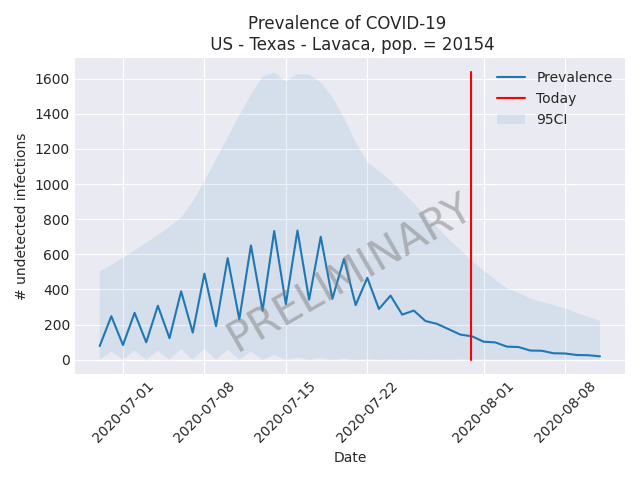 Prevalence of COVID-19
US - Texas - Lavaca, pop. = 20154
Prevalence
Today
95CI
PRELIMINARY
# undetected infections
1600
1400
1200
1000
800
600
400
200
0
2020-07-01
2020-07-08
2020-07-15
2020-07-22
2020-08-01
2020-08-08
Date